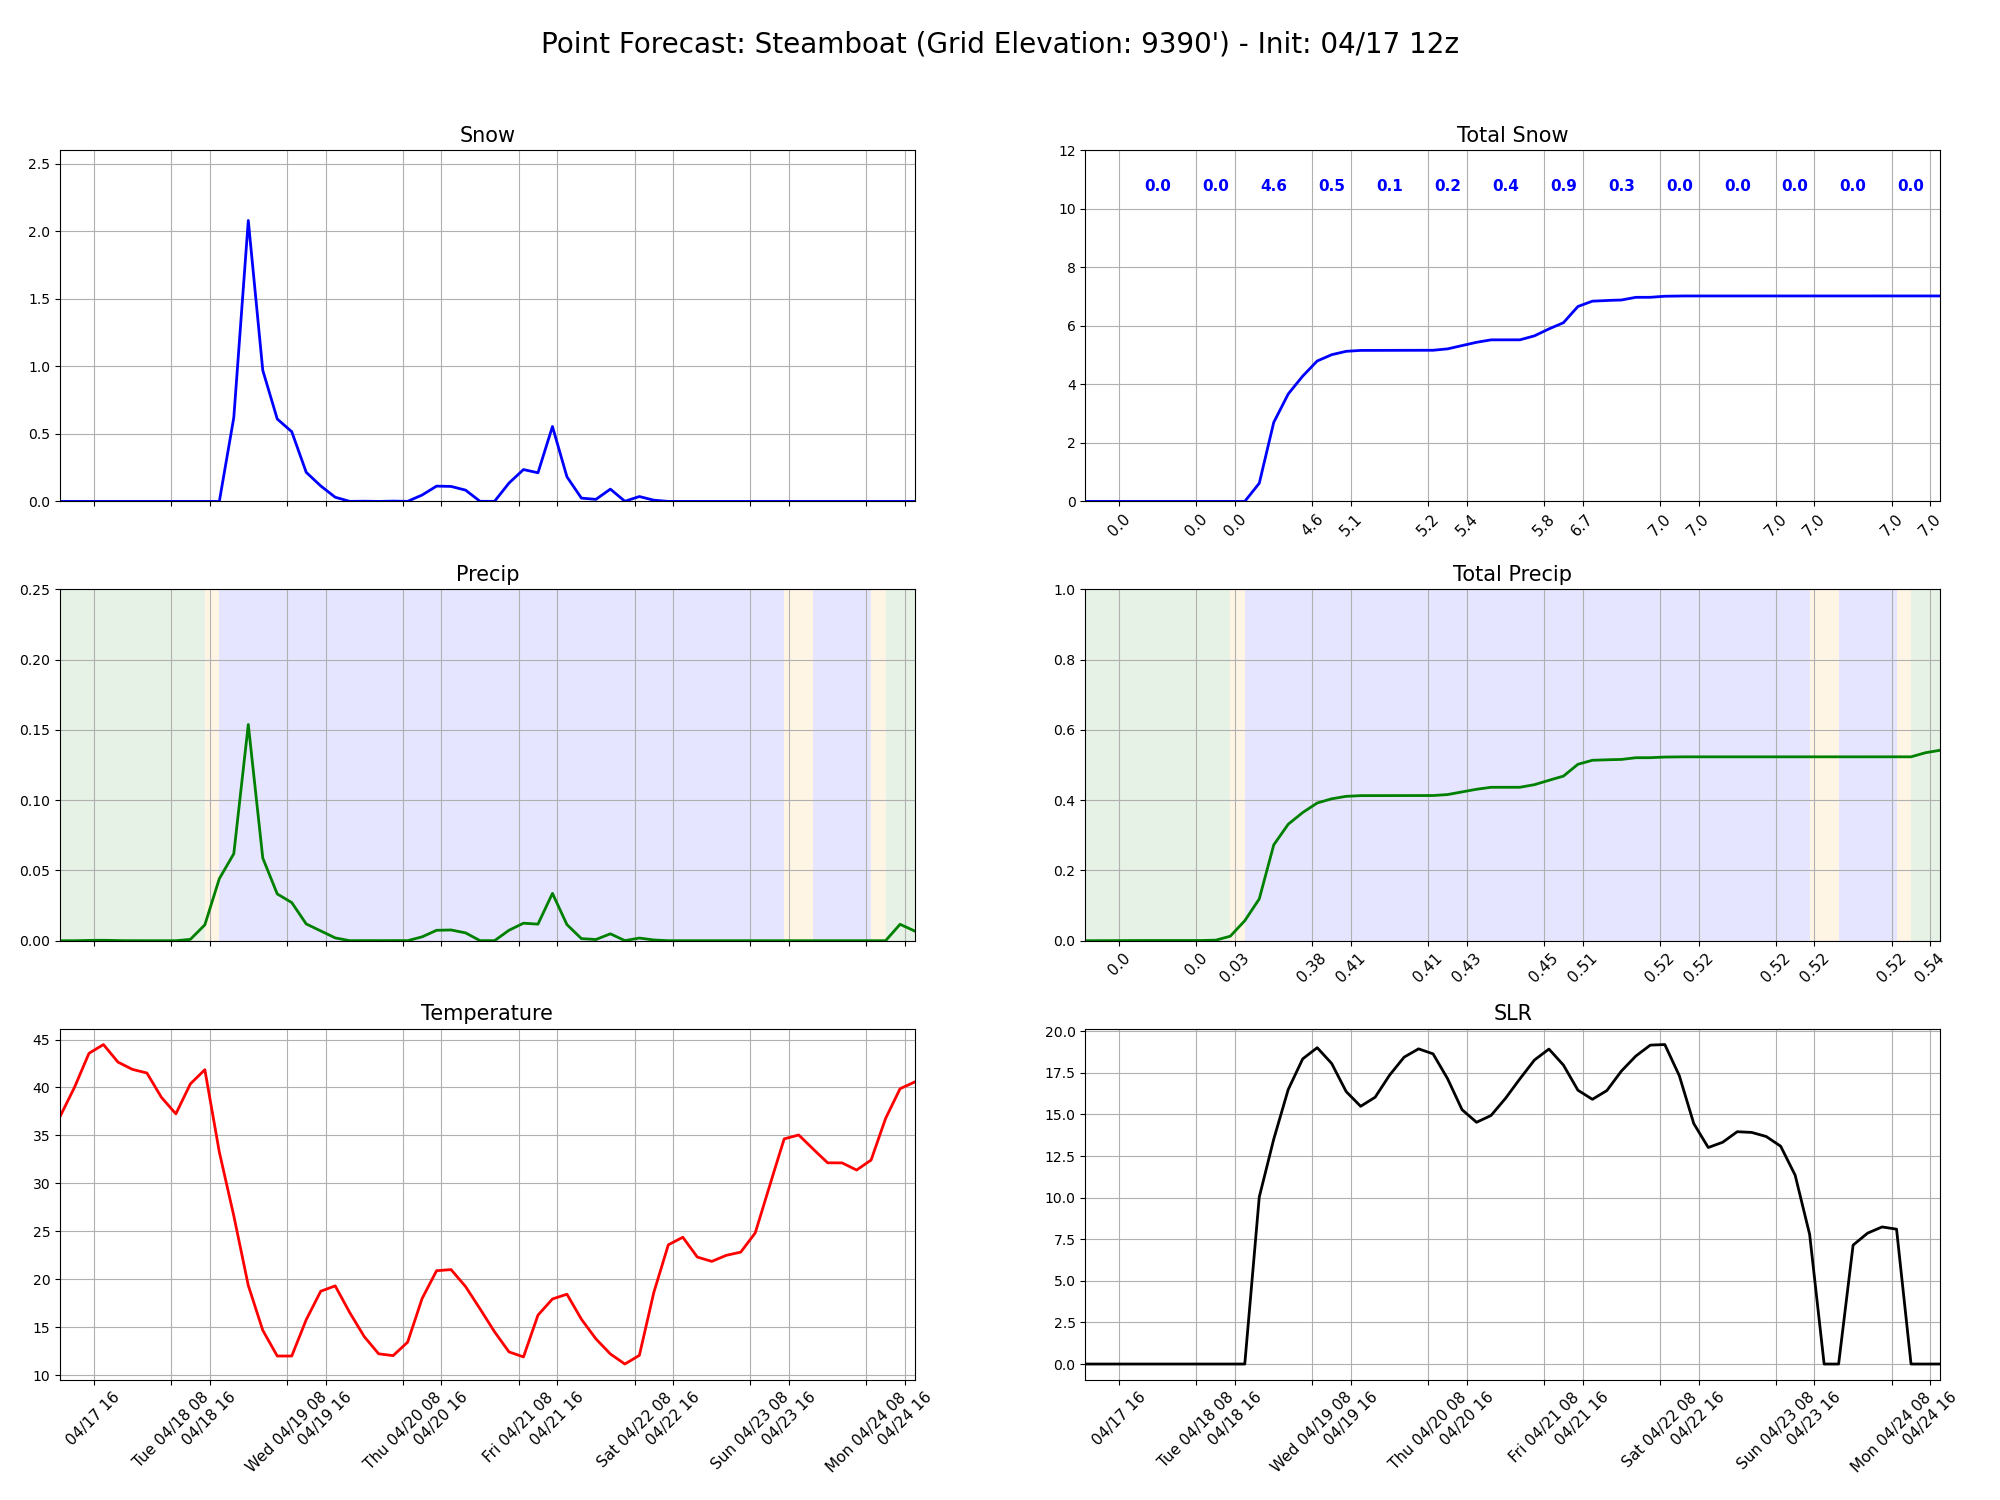 Point Forecast: Steamboat (Grid Elevation: 9390') - Init: 04/17 12z
Snow
2.5
2.0
1.5
1.0
0.5
0.0
Total Snow
12
10
8
6
4
2
0
0.0 0.0 4.6 0.5 0.1 0.2 0.4 0.9 0.3 0.0 0.0 0.0 0.0 0.0
0.0 0.0 0.0 4.6 5.1 5.2 5.4 5.8 6.7 7.0 7.0 7.0 7.0 7.0 7.0
Precip
0.25
0.20
0.15
0.10
0.05
0.00
Total Precip
1.0
0.8
0.6
0.4
0.2
0.0
0.0 0.0 0.03 0.38 0.41 0.41 0.43 0.45 0.51 0.52 0.52 0.52 0.52 0.52 0.54
Temperature
45
40
35
30
25
20
15
10
04/17 16
Tue 04/18 08
04/18 16
Wed 04/19 08
04/19 16
Thu 04/20 08
04/20 16
Fri 04/21 08
04/21 16
Sat 04/22 08
04/22 16
Sun 04/23 08
04/23 16
Mon 04/24 08
04/24 16
SLR
20.0
17.5
15.0
12.5
10.0
7.5
5.0
2.5
0.0
04/17 16
Tue 04/18 08
04/18 16
Wed 04/19 08
04/19 16
Thu 04/20 08
04/20 16
Fri 04/21 08
04/21 16
Sat 04/22 08
04/22 16
Sun 04/23 08
04/23 16
Mon 04/24 08
04/24 16